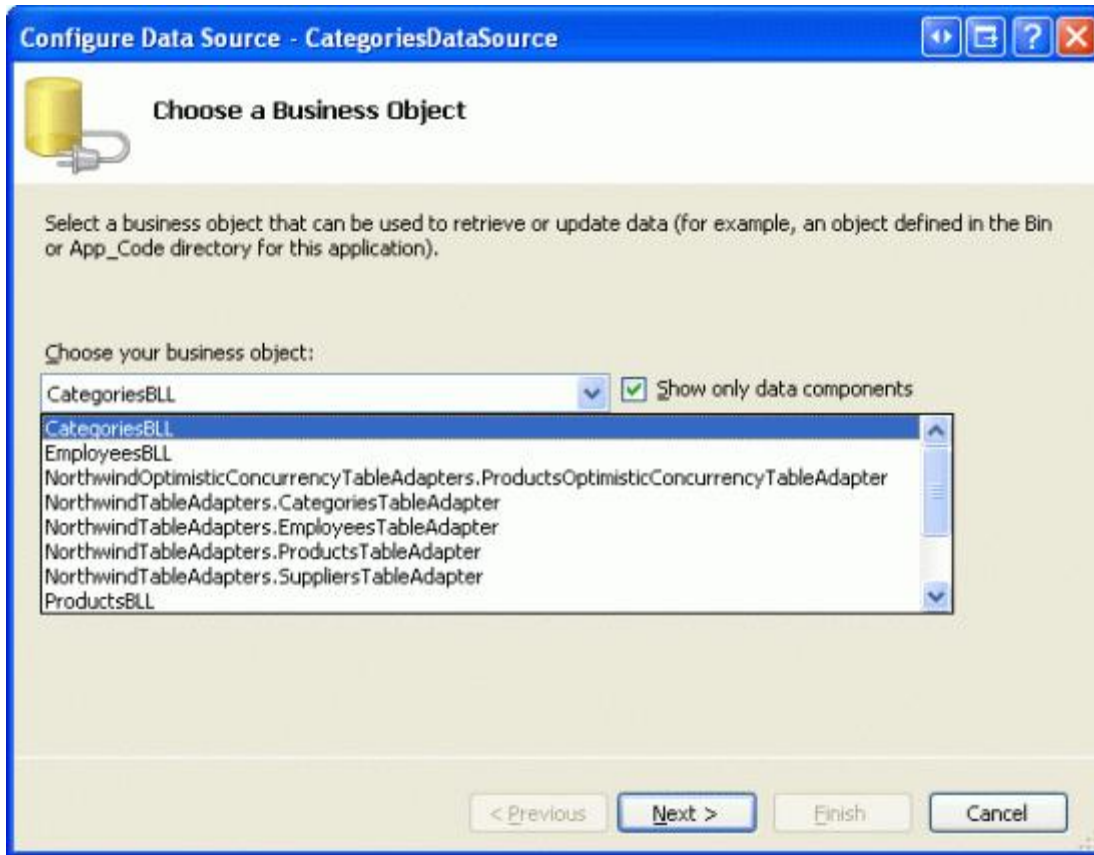 Configure Data Source - CategoriesDataSource
Choose a Business Object
Select a business object that can be used to retrieve or update data (for example, an object defined in the Bin
or App_Code directory for this application).
Choose your business object:
CategoriesBLL
Show only data components
CategoriesBLL
EmployeesBLL
NorthwindOptimisticConcurrencyTableAdapters.ProductsOptimisticConcurrencyTableAdapter
NorthwindTableAdapters.CategoriesTableAdapter
NorthwindTableAdapters.EmployeesTableAdapter
NorthwindTableAdapters.ProductsTableAdapter
NorthwindTableAdapters.SuppliersTableAdapter
ProductsBLL
< Previous
Next >
Finish
Cancel